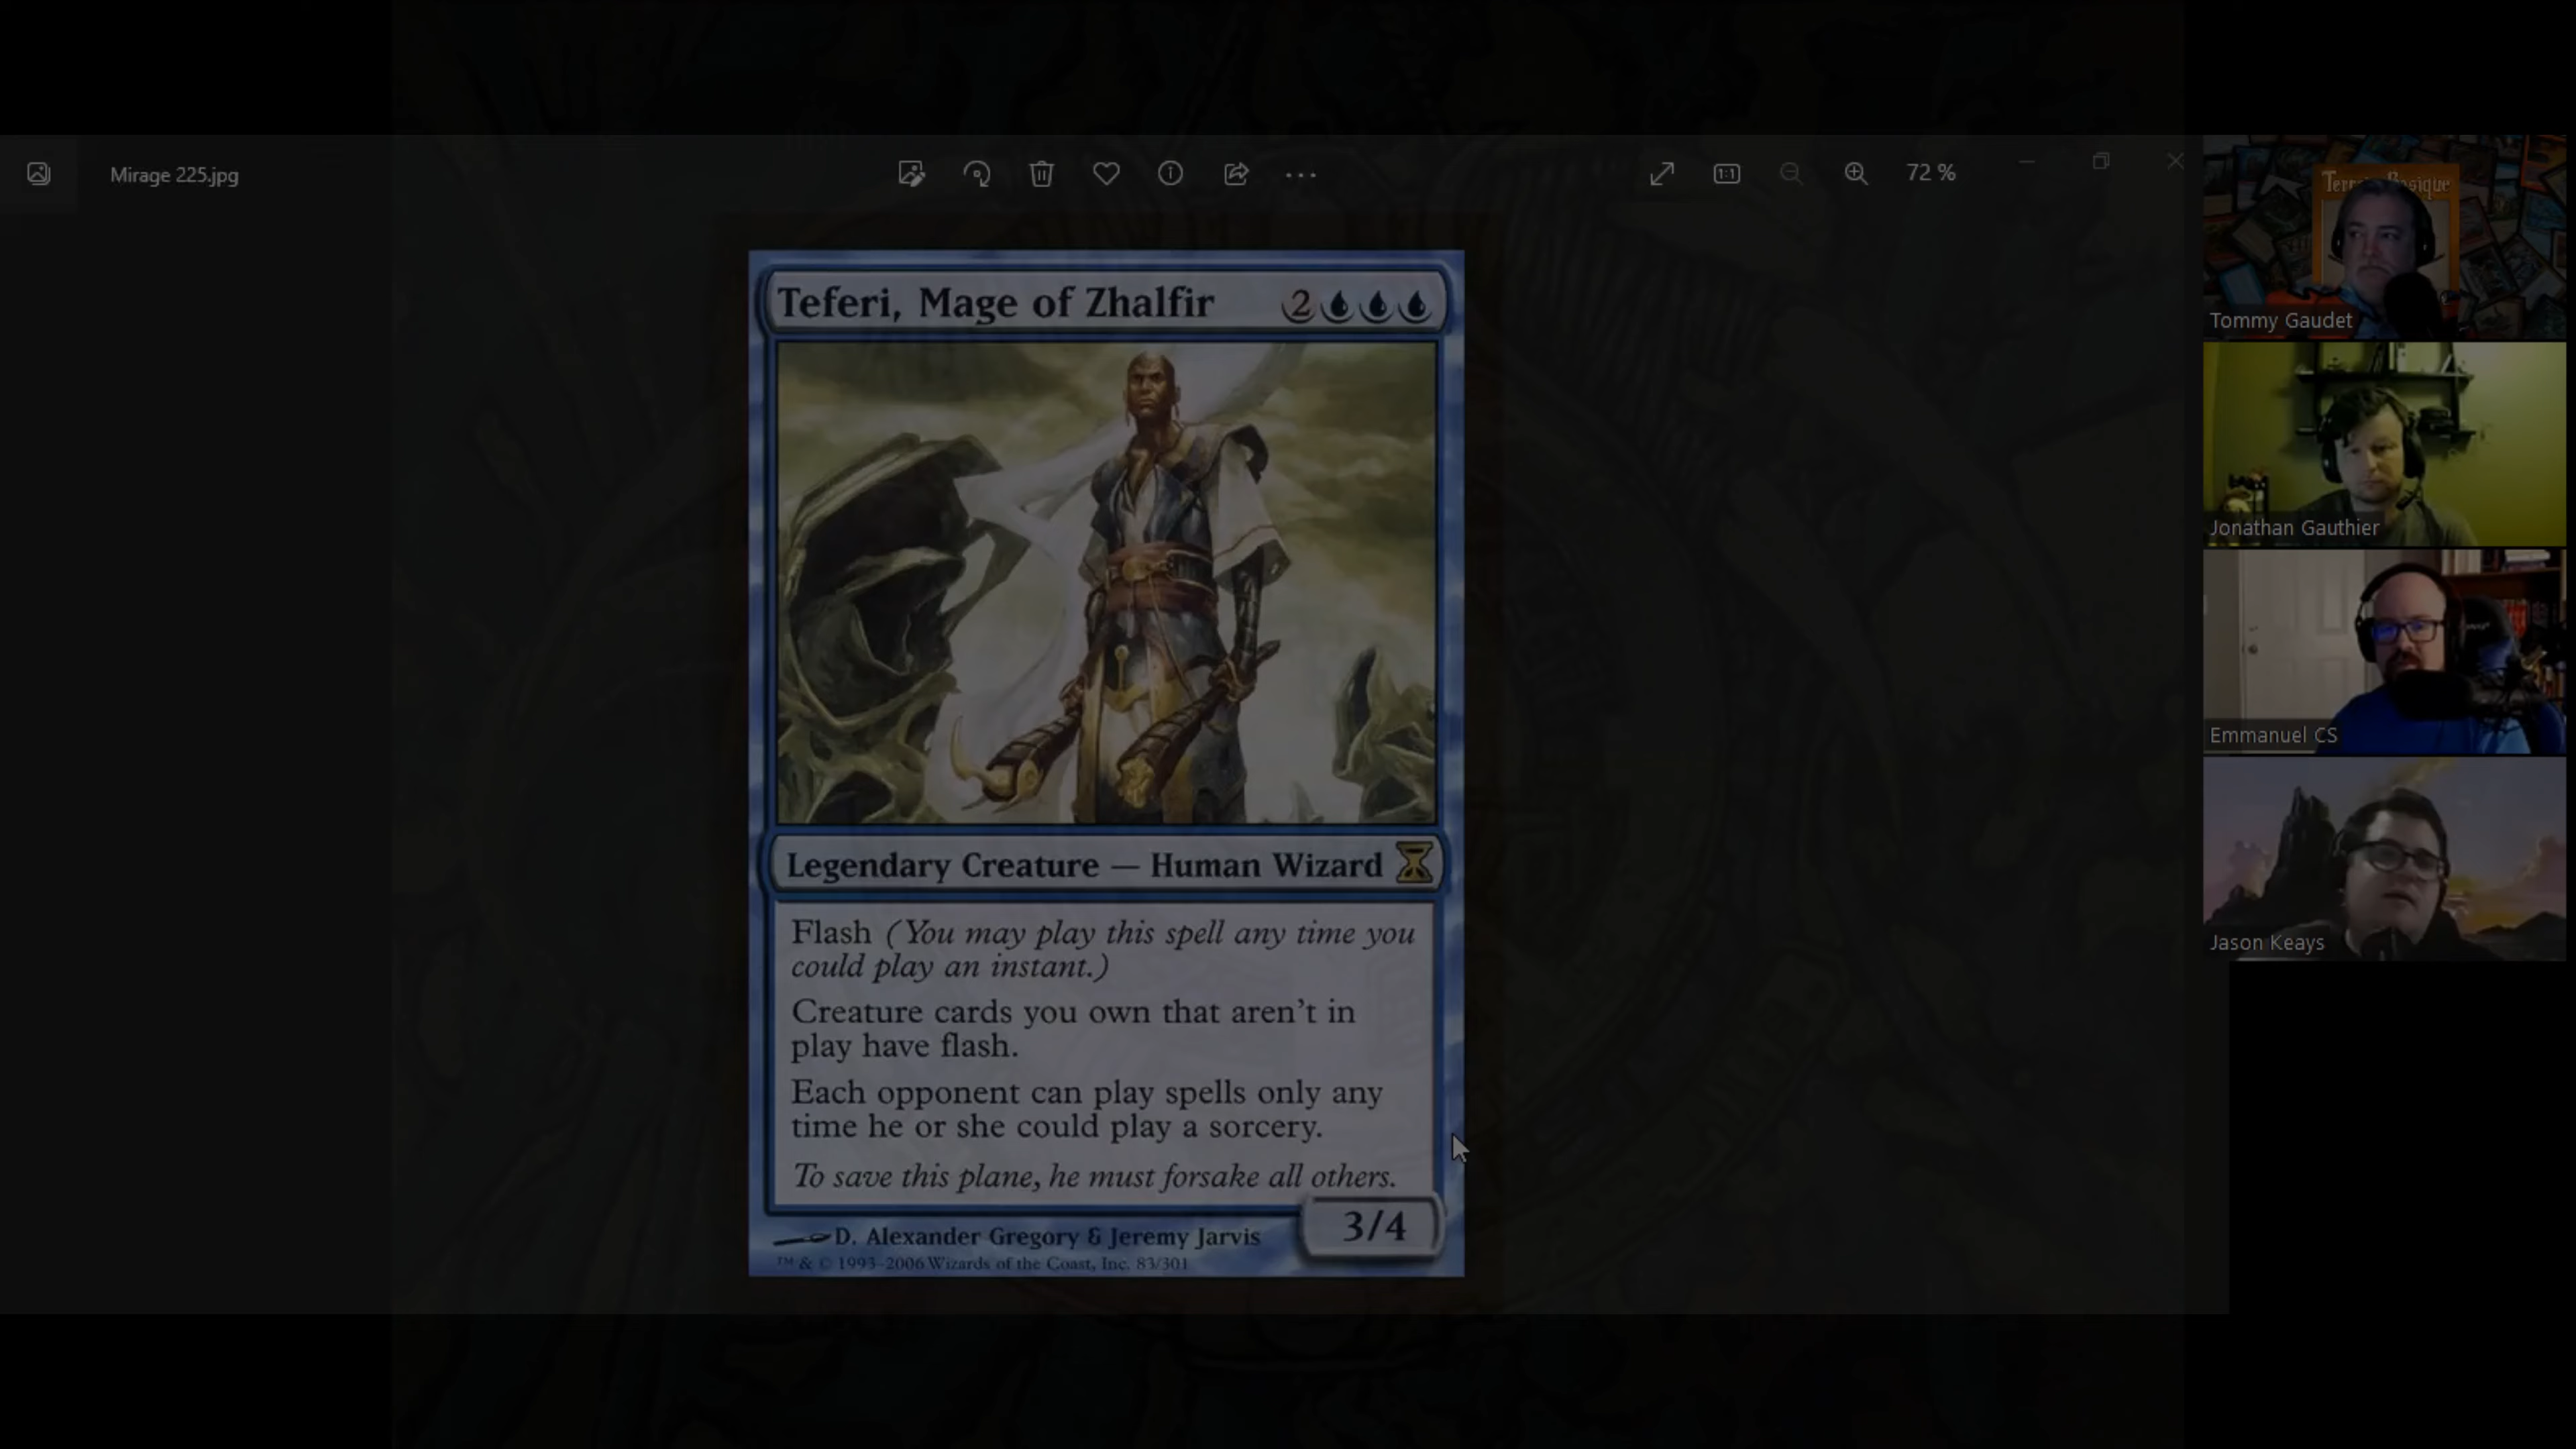 Mirage 225.jpg
72 %
Teferi, Mage of Zhalfir 2
Legendary Creature — Human Wizard
Flash (You may play this spell any time you
could play an instant.)
Creature cards you own that aren't in
play have flash.
Each opponent can play spells only any
time he or she could play a sorcery.
To save this plane, he must forsake all others.
3/4
D. Alexander Gregory & Jeremy Jarvis
™ & © 1993-2006 Wizards of the Coast, Inc. 83/301
Terrain Basique
Tommy Gaudet
Jonathan Gauthier
Emmanuel CS
Jason Keays